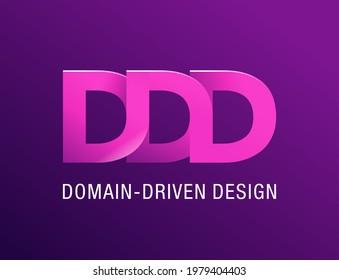 DDD
DOMAIN-DRIVEN DESIGN
shutterstock.com · 1979404403